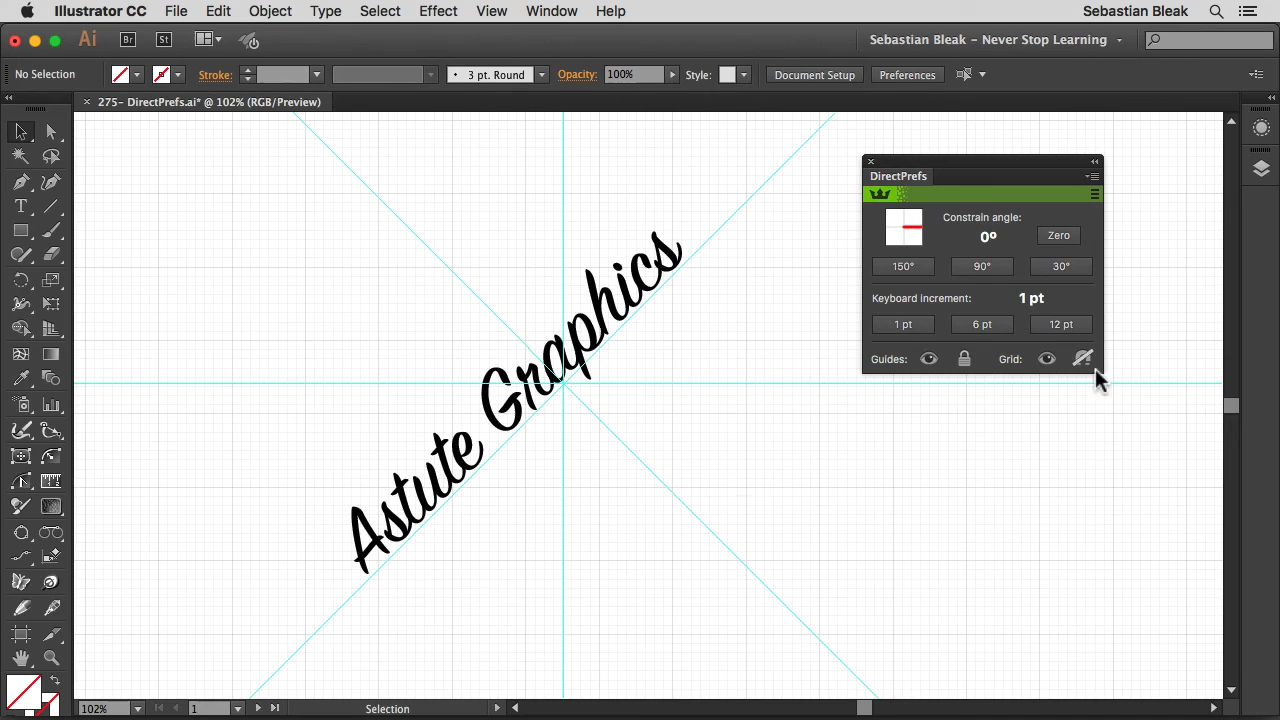 Illustrator CC File Edit Object Type Select Effect View Window Help Sebastian Bleak
Ai Br St Sebastian Bleak – Never Stop Learning
No Selection Stroke: 3 pt. Round Opacity: 100% Style: Document Setup Preferences
275- DirectPrefs.ai* @ 102% (RGB/Preview)
DirectPrefs
Constrain angle:
0º Zero
150° 90° 30°
Keyboard increment: 1 pt
1 pt 6 pt 12 pt
Guides: Grid:
Astute Graphics
102% 1 Selection